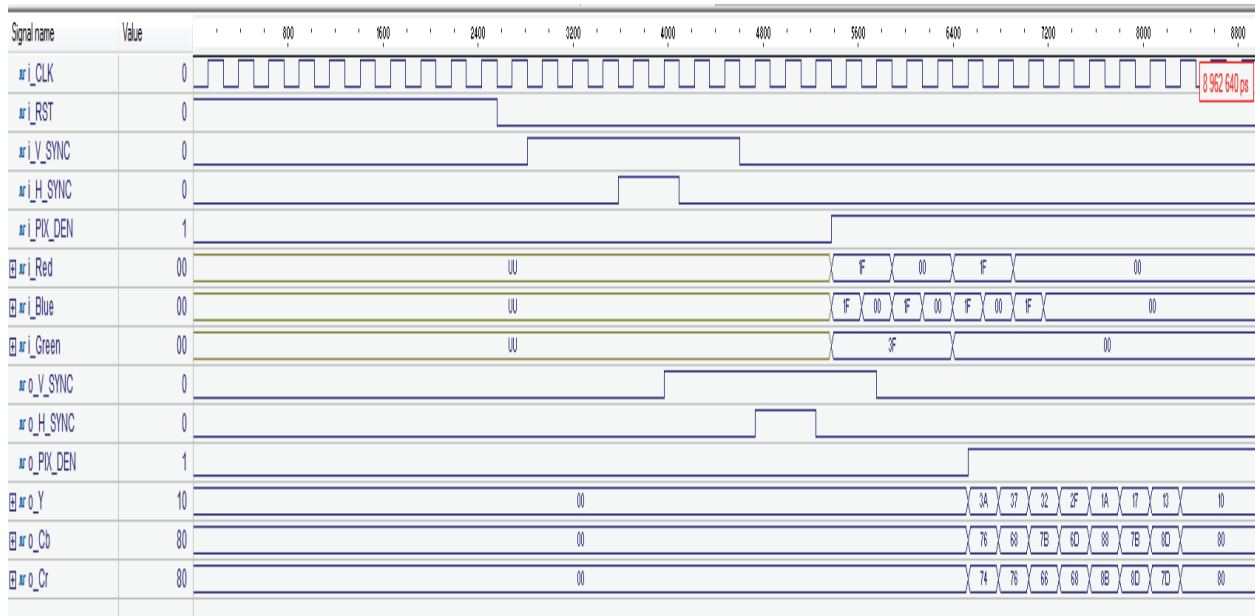 Signal name Value 800 1600 2400 3200 4000 4800 5600 6400 7200 8000 8800
i_CLK 0
8 962 640 ps
i_RST 0
i_V_SYNC 0
i_H_SYNC 0
i_PIX_DEN 1
i_Red 00 UU 1F 00 1F 00
i_Blue 00 UU 1F 00 1F 00 1F 00 1F 00
i_Green 00 UU 3F 00
o_V_SYNC 0
o_H_SYNC 0
o_PIX_DEN 1
o_Y 10 00 3A 37 32 2F 1A 17 13 10
o_Cb 80 00 76 68 7B 6D 88 7B 8D 80
o_Cr 80 00 74 76 66 68 8B 8D 7D 80